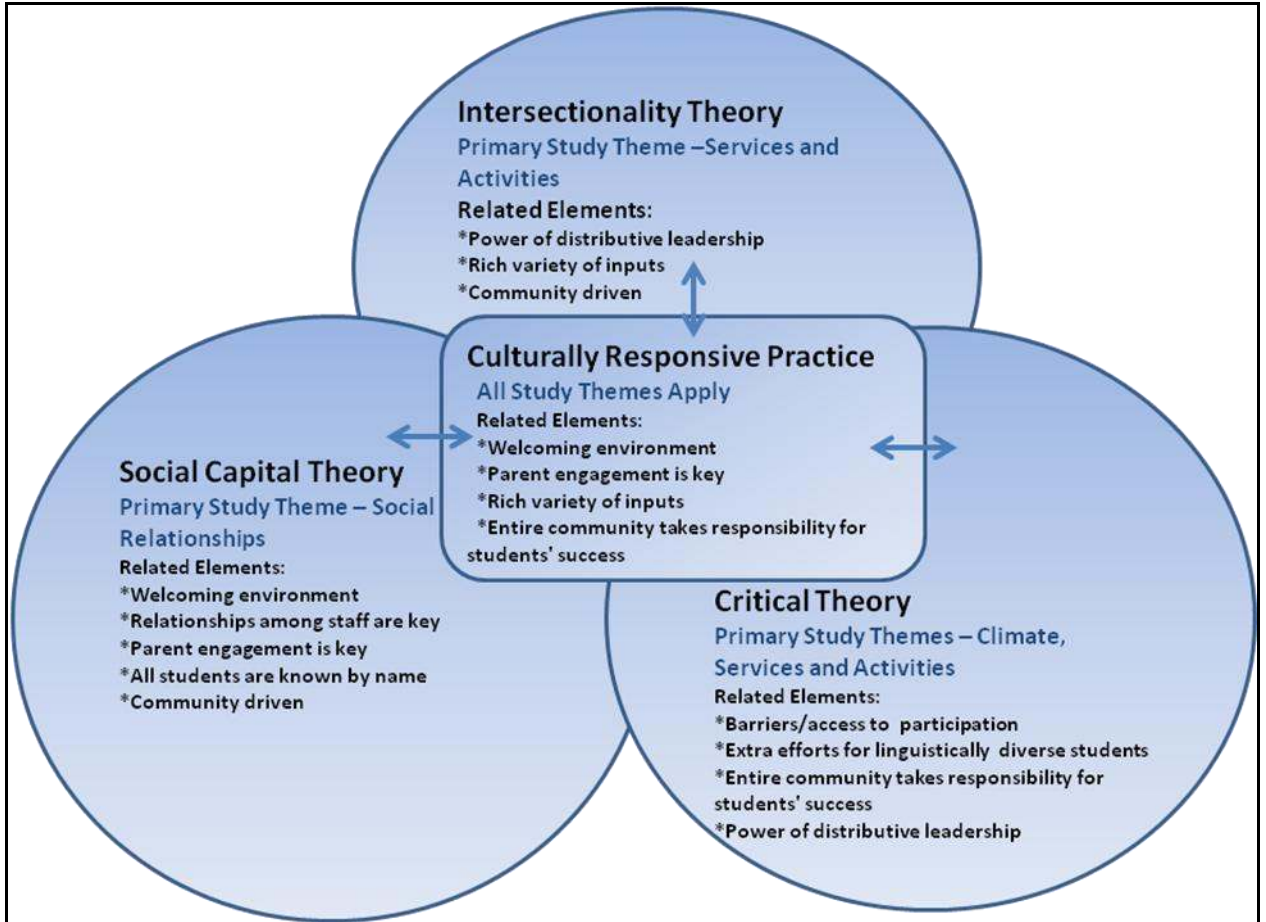 Intersectionality Theory
Primary Study Theme –Services and
Activities
Related Elements:
*Power of distributive leadership
*Rich variety of inputs
*Community driven
Culturally Responsive Practice
All Study Themes Apply
Related Elements:
*Welcoming environment
*Parent engagement is key
*Rich variety of inputs
*Entire community takes responsibility for
students' success
Social Capital Theory
Primary Study Theme – Social
Relationships
Related Elements:
*Welcoming environment
*Relationships among staff are key
*Parent engagement is key
*All students are known by name
*Community driven
Critical Theory
Primary Study Themes – Climate,
Services and Activities
Related Elements:
*Barriers/access to participation
*Extra efforts for linguistically diverse students
*Entire community takes responsibility for
students' success
*Power of distributive leadership